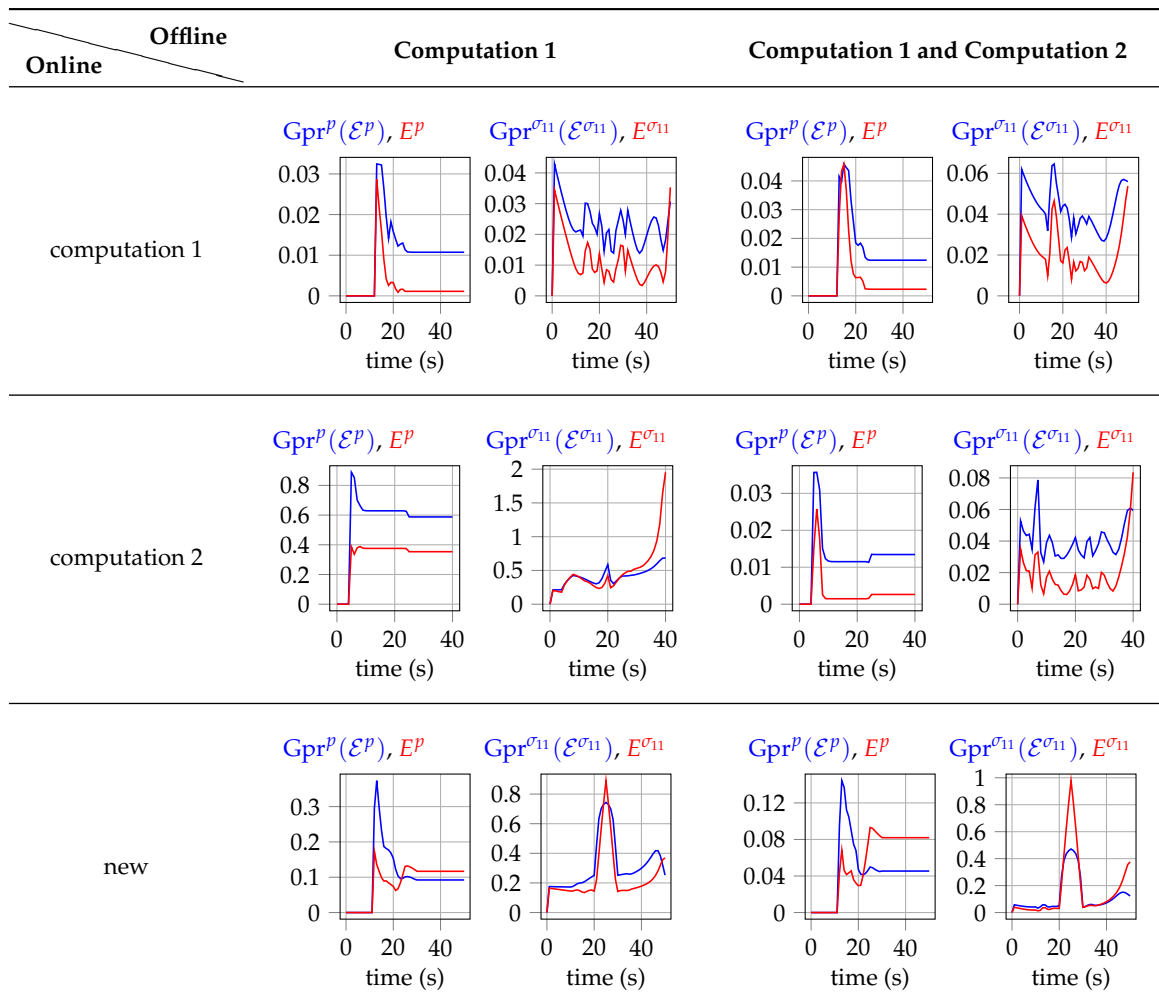 Offline
Online
Computation 1
Computation 1 and Computation 2
computation 1
Gpr^p(ℰ^p), E^p
0.03
0.02
0.01
0
0 20 40
time (s)
Gpr^σ11(ℰ^σ11), E^σ11
0.04
0.03
0.02
0.01
0
0 20 40
time (s)
Gpr^p(ℰ^p), E^p
0.04
0.03
0.02
0.01
0
0 20 40
time (s)
Gpr^σ11(ℰ^σ11), E^σ11
0.06
0.04
0.02
0
0 20 40
time (s)
computation 2
Gpr^p(ℰ^p), E^p
0.8
0.6
0.4
0.2
0
0 20 40
time (s)
Gpr^σ11(ℰ^σ11), E^σ11
2
1.5
1
0.5
0
0 20 40
time (s)
Gpr^p(ℰ^p), E^p
0.03
0.02
0.01
0
0 20 40
time (s)
Gpr^σ11(ℰ^σ11), E^σ11
0.08
0.06
0.04
0.02
0
0 20 40
time (s)
new
Gpr^p(ℰ^p), E^p
0.3
0.2
0.1
0
0 20 40
time (s)
Gpr^σ11(ℰ^σ11), E^σ11
0.8
0.6
0.4
0.2
0
0 20 40
time (s)
Gpr^p(ℰ^p), E^p
0.12
0.08
0.04
0
0 20 40
time (s)
Gpr^σ11(ℰ^σ11), E^σ11
1
0.8
0.6
0.4
0.2
0
0 20 40
time (s)